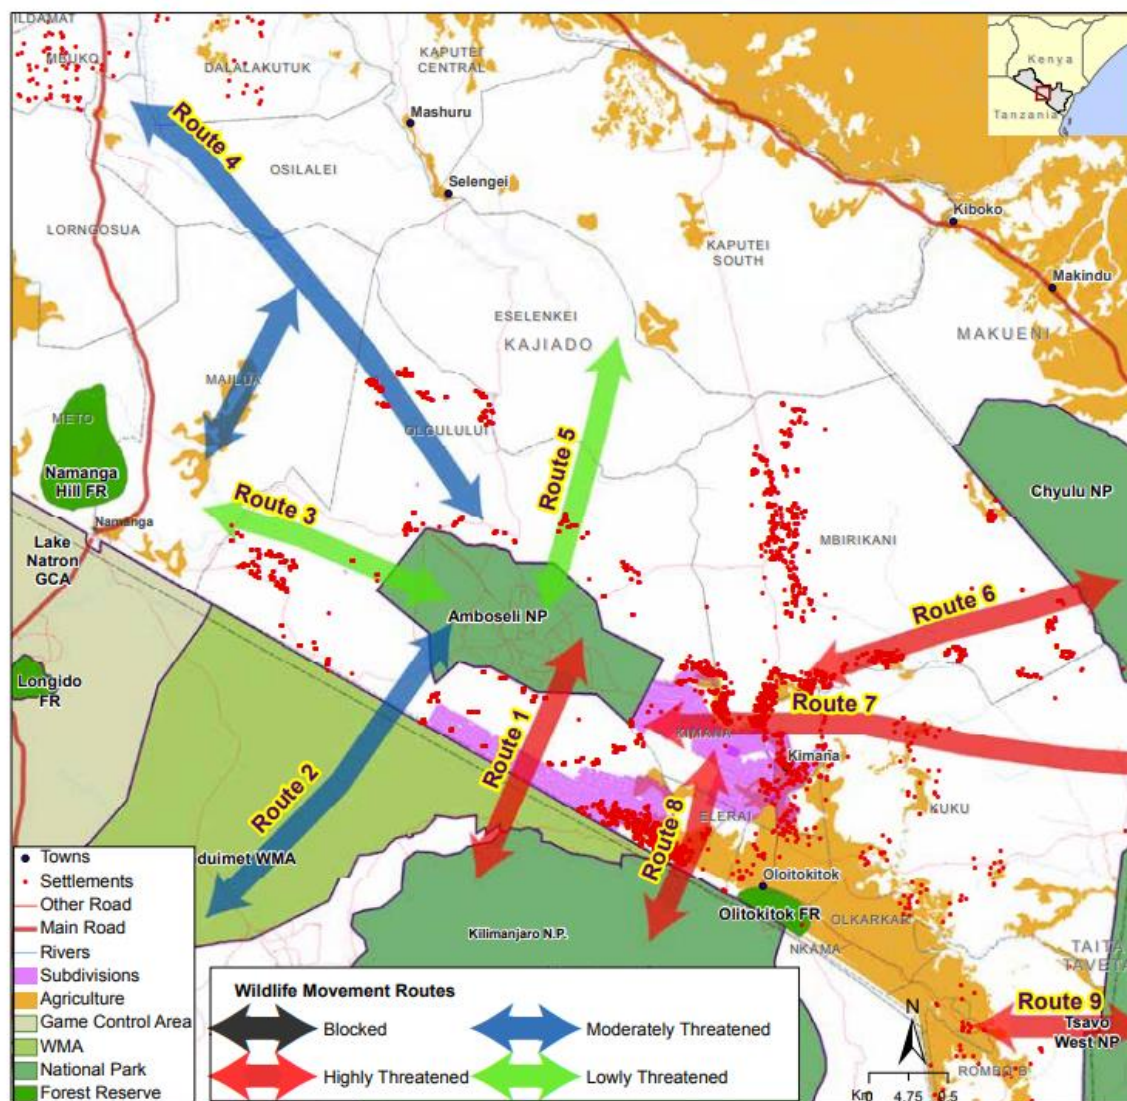 ILDAMAT
MBUKO
DALALAKUTUK
KAPUTEI
CENTRAL
Kenya
Tanzania
Route 4
Mashuru
OSILALEI
Selengei
Kiboko
LORNGOSUA
KAPUTEI
SOUTH
Makindu
ESELENKEI
KAJIADO
MAKUENI
MAILUA
METO
OLGULULUI
Route 5
Namanga
Hill FR
Route 3
Chyulu NP
Namanga
MBIRIKANI
Lake
Natron
GCA
Route 6
Amboseli NP
Longido
FR
Route 7
Route 1
KIMANA
Kimana
Route 2
KUKU
ELERAI
Route 8
duimet WMA
Oloitokitok
Olitokitok FR
OLKARKAR
Kilimanjaro N.P.
NKAMA
TAITA
TAVETA
Route 9
Tsavo
West NP
ROMBO B
N
Km
0 4.75 9.5
Towns
Settlements
Other Road
Main Road
Rivers
Subdivisions
Agriculture
Game Control Area
WMA
National Park
Forest Reserve
Wildlife Movement Routes
Blocked
Moderately Threatened
Highly Threatened
Lowly Threatened